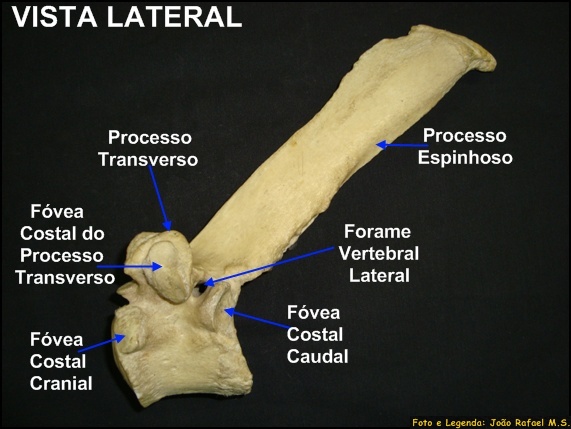 VISTA LATERAL
Processo
Transverso
Processo
Espinhoso
Fóvea
Costal do
Processo
Transverso
Forame
Vertebral
Lateral
Fóvea
Costal
Caudal
Fóvea
Costal
Cranial
Foto e Legenda: João Rafael M.S.